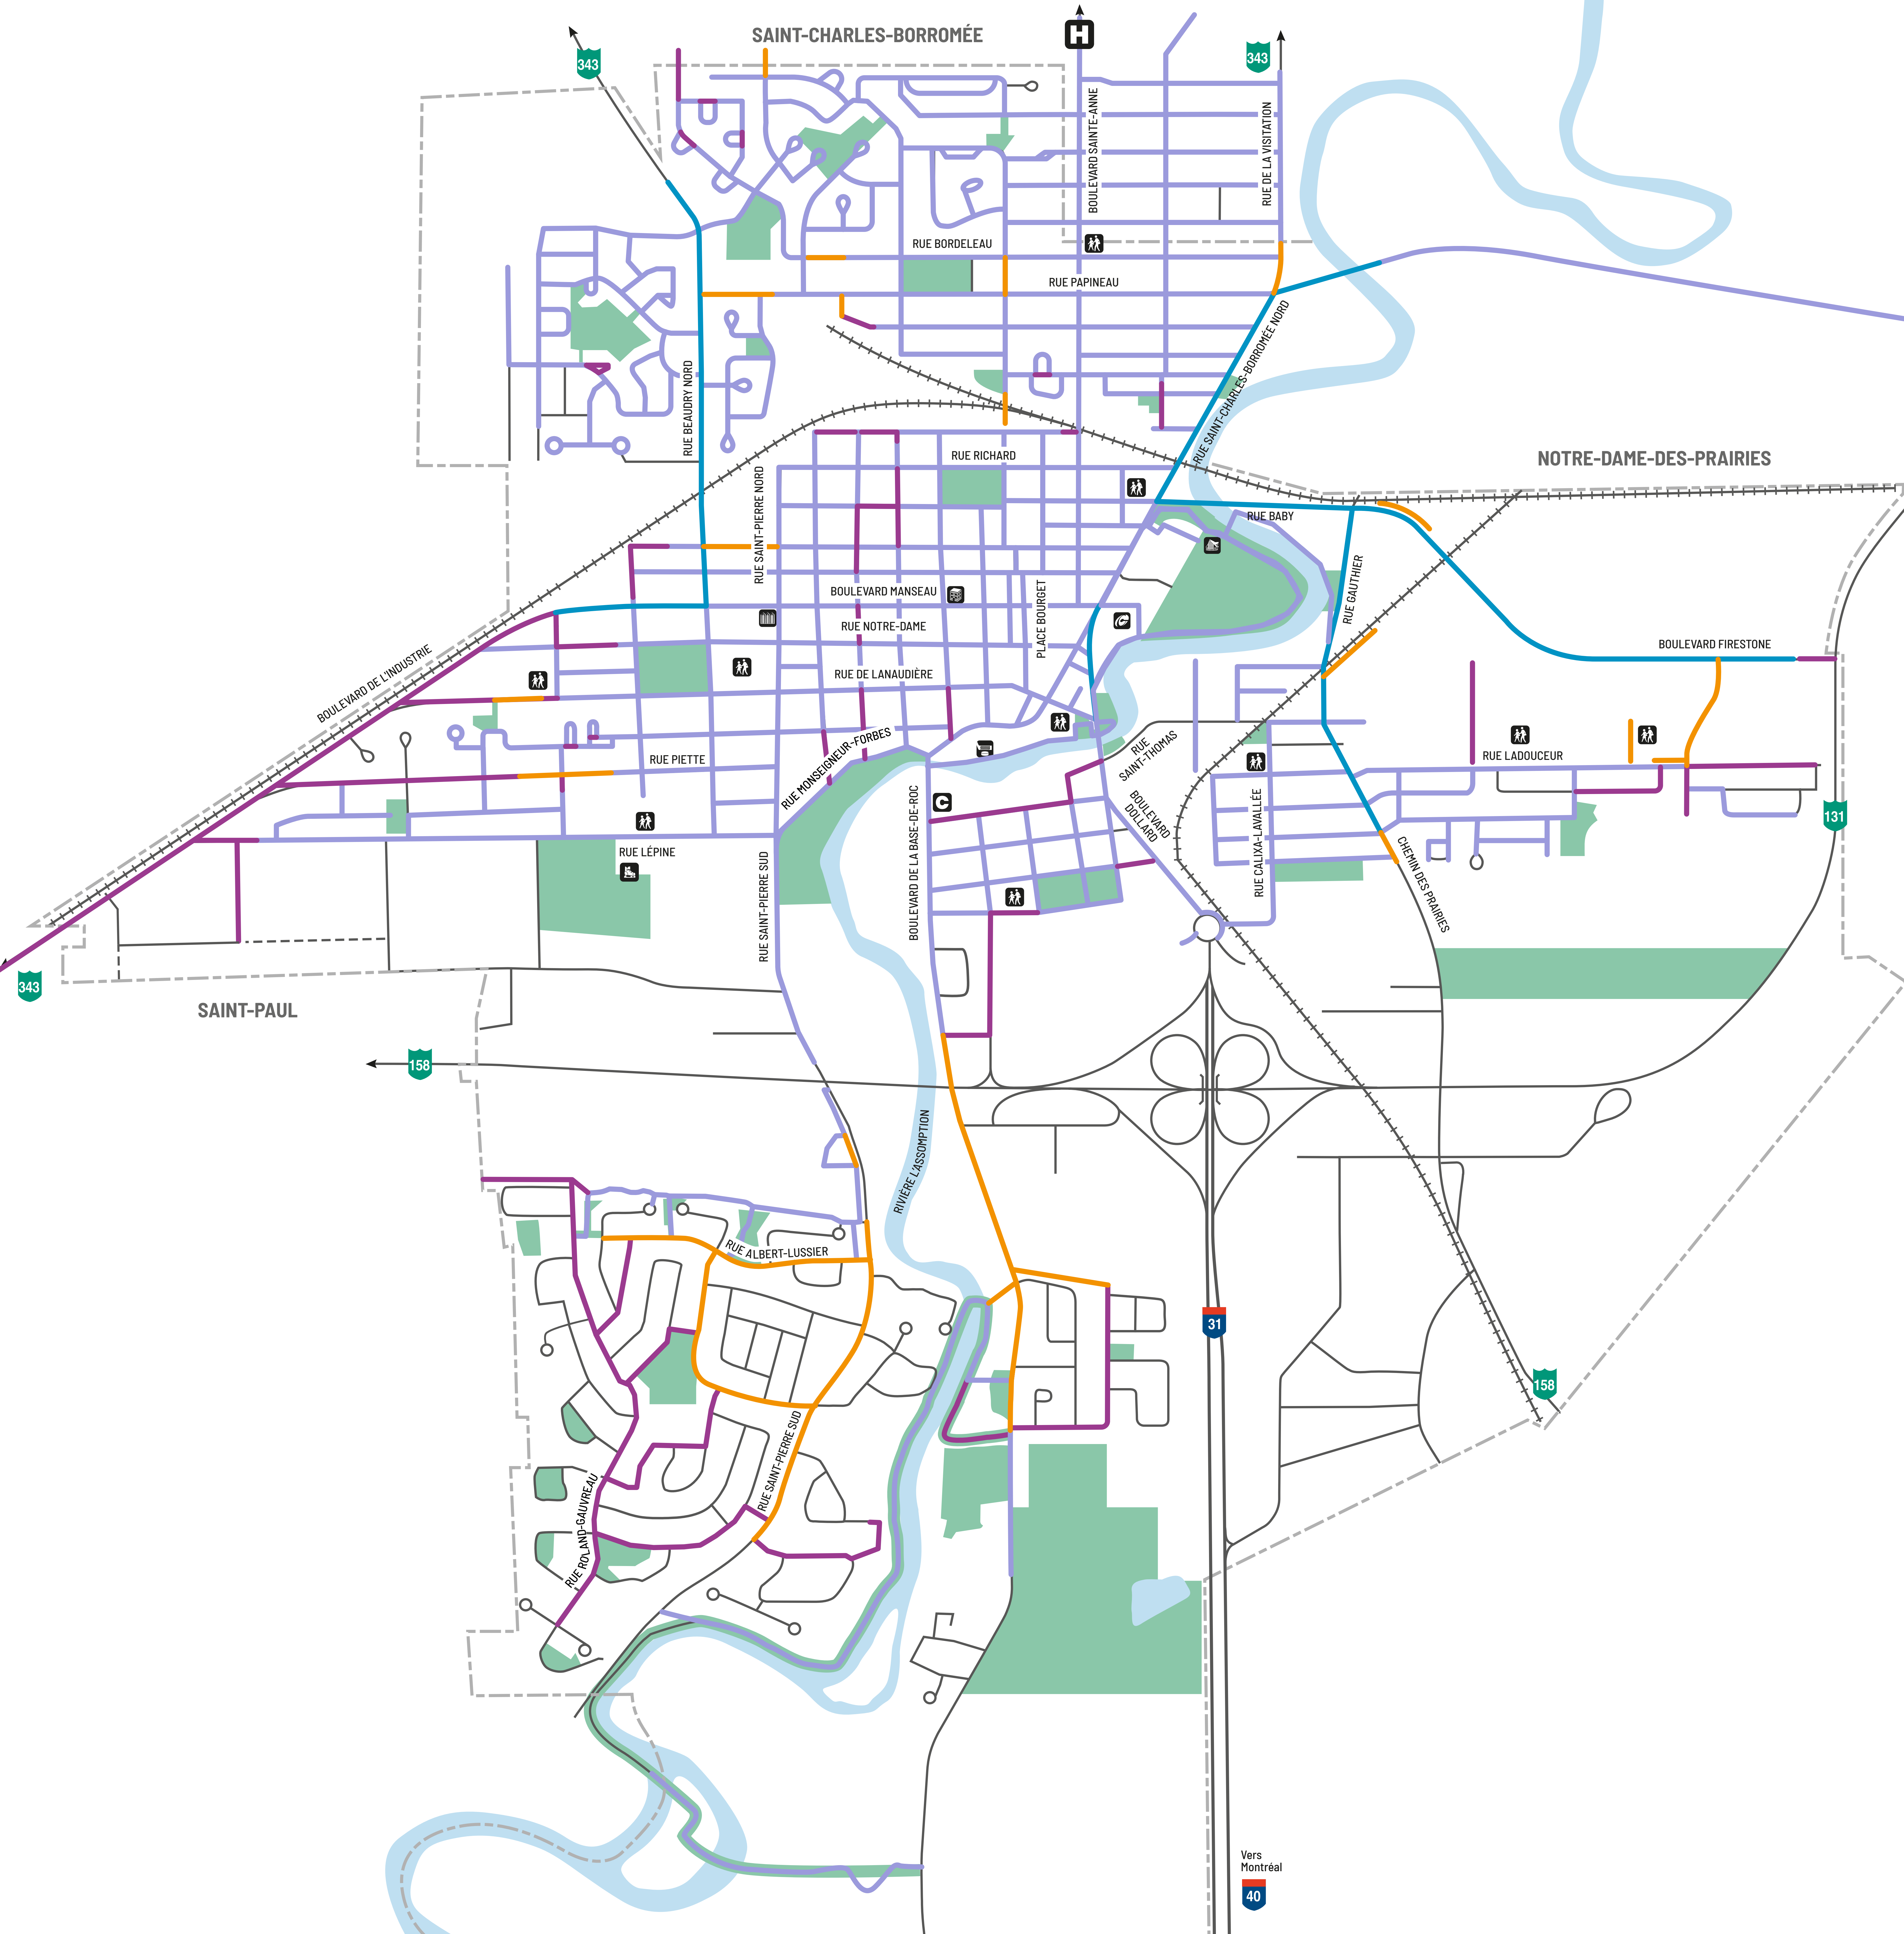 SAINT-CHARLES-BORROMÉE
H
343
343
BOULEVARD SAINTE-ANNE
RUE DE LA VISITATION
RUE BORDELEAU
RUE PAPINEAU
RUE SAINT-CHARLES-BORROMÉE NORD
RUE BEAUDRY NORD
RUE RICHARD
NOTRE-DAME-DES-PRAIRIES
RUE SAINT-PIERRE NORD
RUE BABY
RUE GAUTHIER
BOULEVARD MANSEAU
PLACE BOURGET
RUE NOTRE-DAME
BOULEVARD FIRESTONE
BOULEVARD DE L'INDUSTRIE
RUE DE LANAUDIÈRE
RUE MONSEIGNEUR-FORBES
RUE PIETTE
RUE
SAINT-THOMAS
RUE LADOUCEUR
C
BOULEVARD
DOLLARD
131
RUE LÉPINE
RUE SAINT-PIERRE SUD
BOULEVARD DE LA BASE-DE-ROC
RUE CALIXA-LAVALLÉE
CHEMIN DES PRAIRIES
343
SAINT-PAUL
158
RIVIÈRE L'ASSOMPTION
RUE ALBERT-LUSSIER
31
158
RUE SAINT-PIERRE SUD
RUE ROLAND-GAUVREAU
Vers
Montréal
40